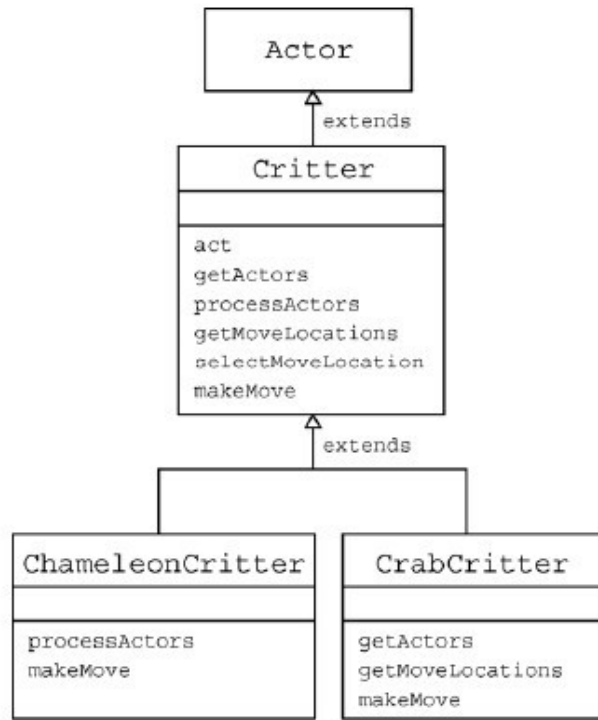 Actor
extends
Critter
act
getActors
processActors
getMoveLocations
selectMoveLocation
makeMove
extends
ChameleonCritter
processActors
makeMove
CrabCritter
getActors
getMoveLocations
makeMove